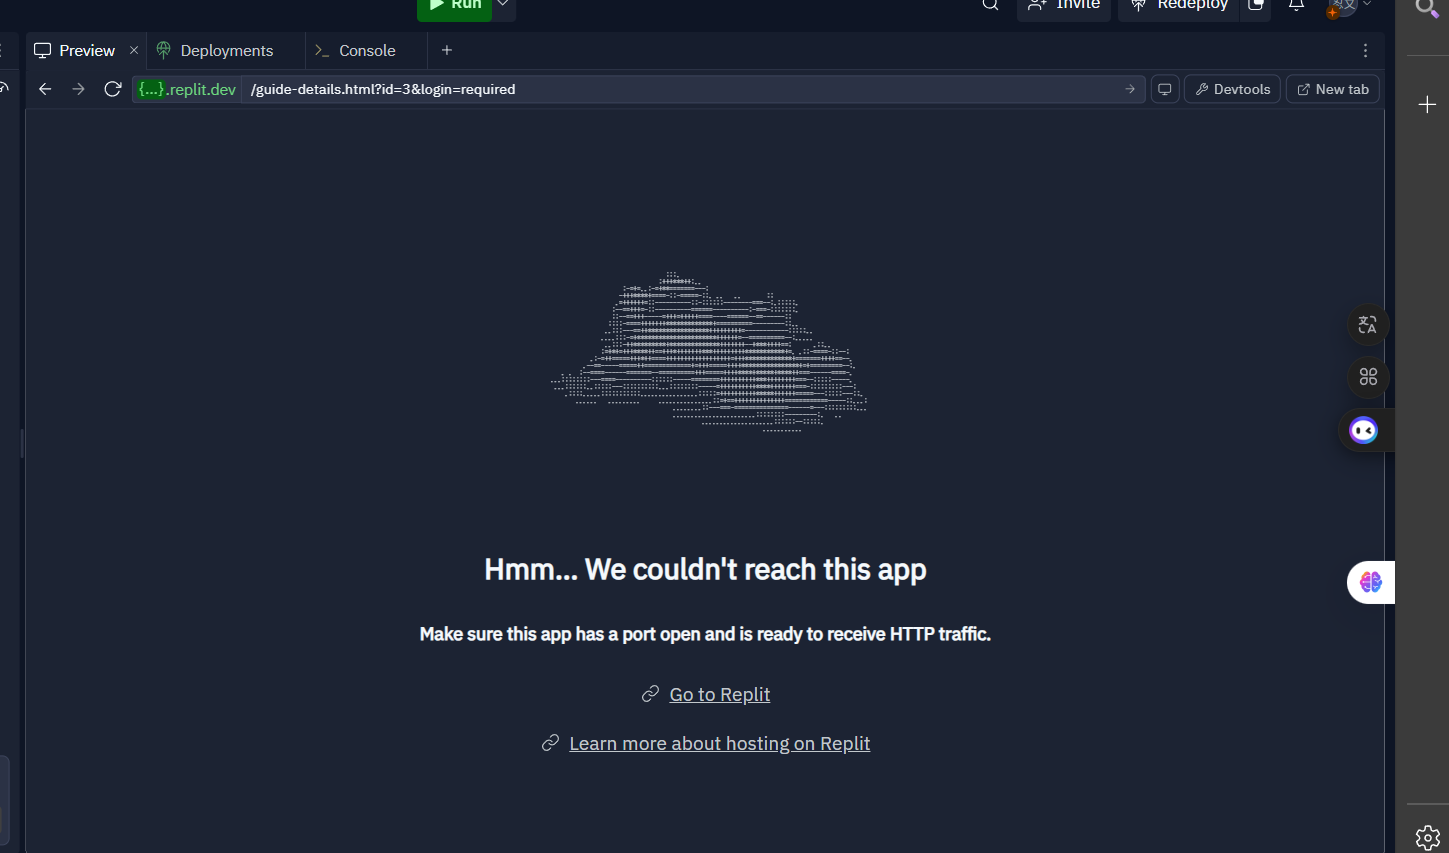 Run
Invite
Redeploy
Preview
Deployments
Console
{...}.replit.dev
/guide-details.html?id=3&login=required
Devtools
New tab
Hmm... We couldn't reach this app
Make sure this app has a port open and is ready to receive HTTP traffic.
Go to Replit
Learn more about hosting on Replit